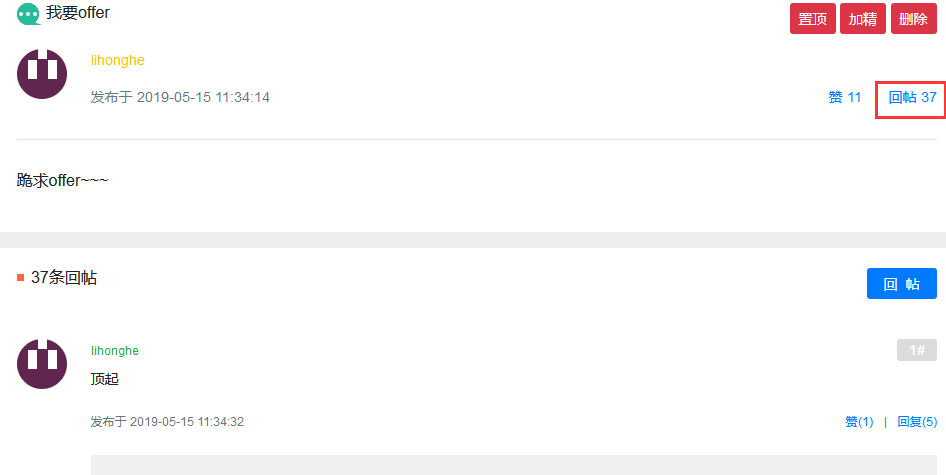 我要offer
置顶 加精 删除
lihonghe
发布于 2019-05-15 11:34:14
赞 11 回帖 37
跪求offer~~~
37条回帖
回 帖
lihonghe
1#
顶起
发布于 2019-05-15 11:34:32
赞(1) | 回复(5)